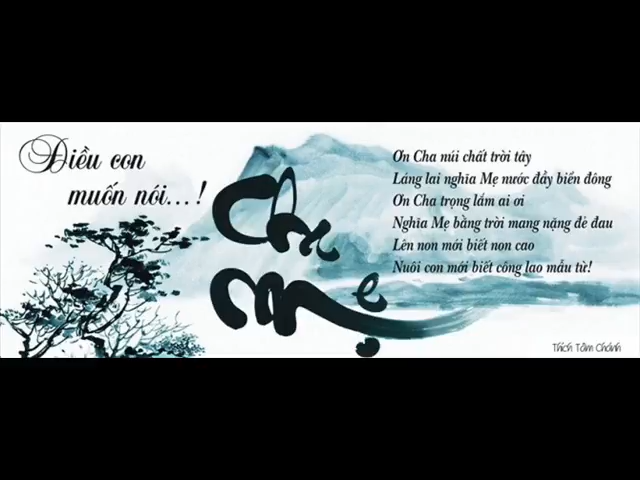 Điều con
muốn nói...!
Cha
Mẹ
Ơn Cha núi chất trời tây
Láng lai nghĩa Mẹ nước đầy biển đông
Ơn Cha trọng lắm ai ơi
Nghĩa Mẹ bằng trời mang nặng đẻ đau
Lên non mới biết non cao
Nuôi con mới biết công lao mẫu từ!
Thích Tâm Chánh